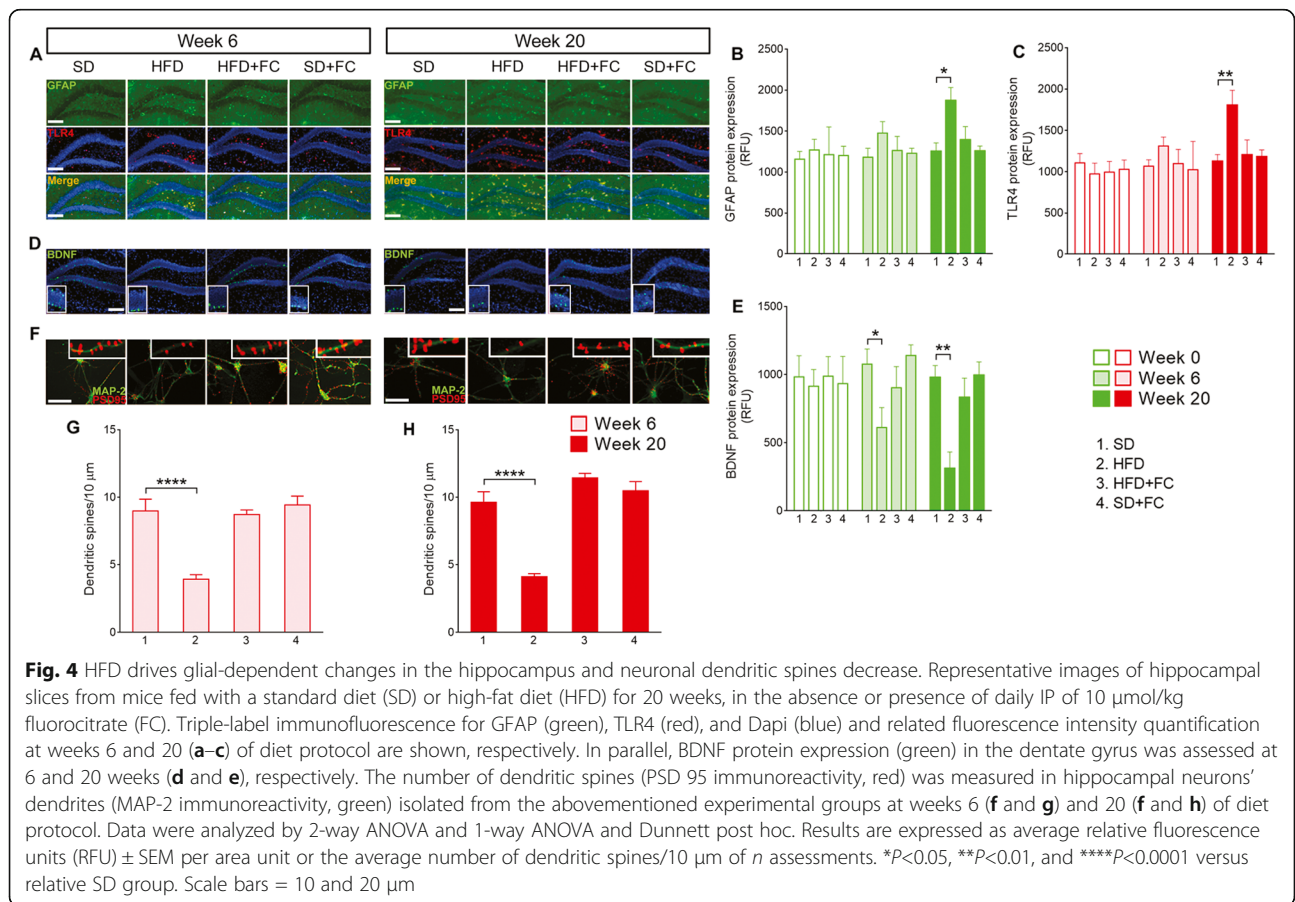 Week 6
Week 20
A
SD
HFD
HFD+FC
SD+FC
SD
HFD
HFD+FC
SD+FC
GFAP
GFAP
TLR4
TLR4
Merge
Merge
D
BDNF
BDNF
F
MAP-2
PSD95
MAP-2
PSD95
B
2500
2000
1500
1000
500
0
GFAP protein expression
(RFU)
*
1 2 3 4 1 2 3 4 1 2 3 4
C
2500
2000
1500
1000
500
0
TLR4 protein expression
(RFU)
**
1 2 3 4 1 2 3 4 1 2 3 4
E
1500
1000
500
0
BDNF protein expression
(RFU)
*
**
1 2 3 4 1 2 3 4 1 2 3 4
Week 0
Week 6
Week 20
1. SD
2. HFD
3. HFD+FC
4. SD+FC
G
15
10
5
0
Dendritic spines/10 µm
****
1 2 3 4
H
15
10
5
0
Dendritic spines/10 µm
****
1 2 3 4
Week 6
Week 20
Fig. 4 HFD drives glial-dependent changes in the hippocampus and neuronal dendritic spines decrease. Representative images of hippocampal
slices from mice fed with a standard diet (SD) or high-fat diet (HFD) for 20 weeks, in the absence or presence of daily IP of 10 µmol/kg
fluorocitrate (FC). Triple-label immunofluorescence for GFAP (green), TLR4 (red), and Dapi (blue) and related fluorescence intensity quantification
at weeks 6 and 20 (a–c) of diet protocol are shown, respectively. In parallel, BDNF protein expression (green) in the dentate gyrus was assessed at
6 and 20 weeks (d and e), respectively. The number of dendritic spines (PSD 95 immunoreactivity, red) was measured in hippocampal neurons’
dendrites (MAP-2 immunoreactivity, green) isolated from the abovementioned experimental groups at weeks 6 (f and g) and 20 (f and h) of diet
protocol. Data were analyzed by 2-way ANOVA and 1-way ANOVA and Dunnett post hoc. Results are expressed as average relative fluorescence
units (RFU) ± SEM per area unit or the average number of dendritic spines/10 µm of n assessments. *P<0.05, **P<0.01, and ****P<0.0001 versus
relative SD group. Scale bars = 10 and 20 µm